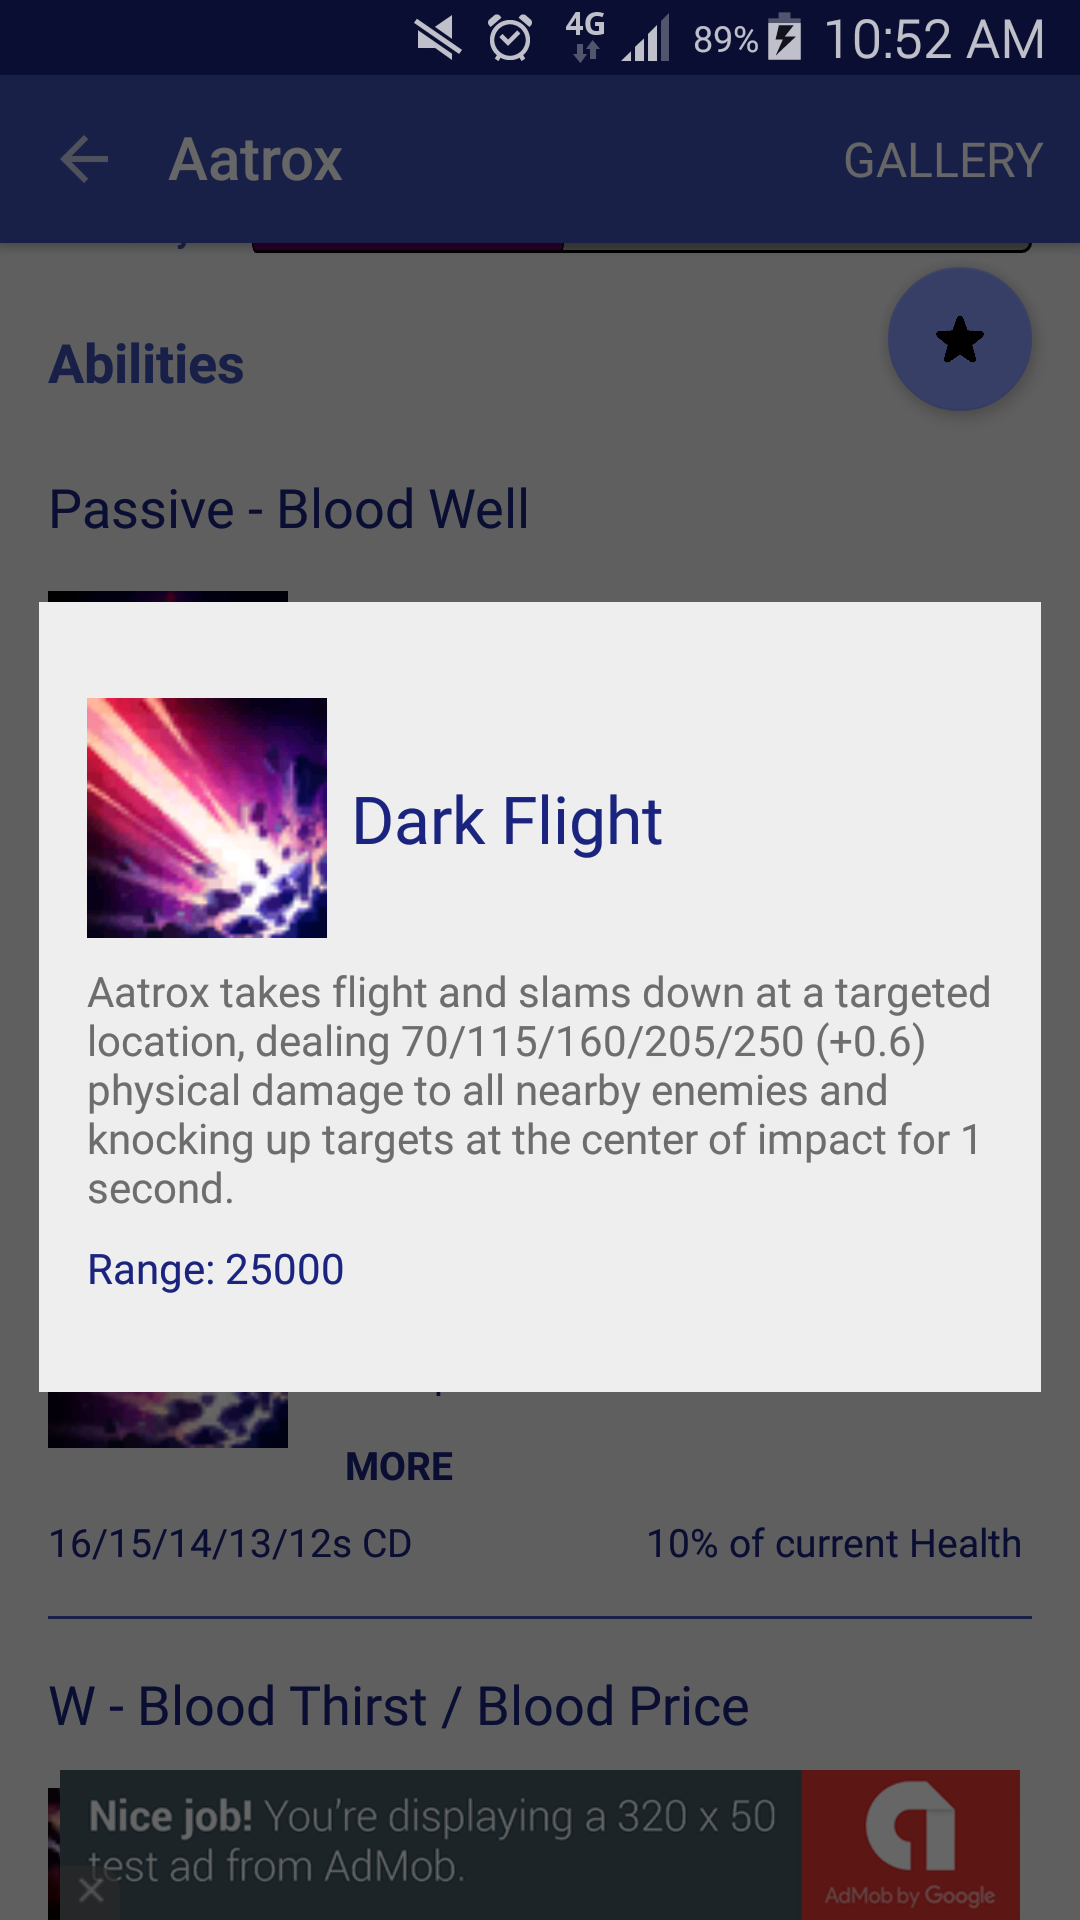 4G 89% 10:52 AM
Aatrox GALLERY
Abilities
Passive - Blood Well
Dark Flight
Aatrox takes flight and slams down at a targeted
location, dealing 70/115/160/205/250 (+0.6)
physical damage to all nearby enemies and
knocking up targets at the center of impact for 1
second.
Range: 25000
MORE
16/15/14/13/12s CD 10% of current Health
W - Blood Thirst / Blood Price
Nice job! You're displaying a 320 x 50
test ad from AdMob.
AdMob by Google